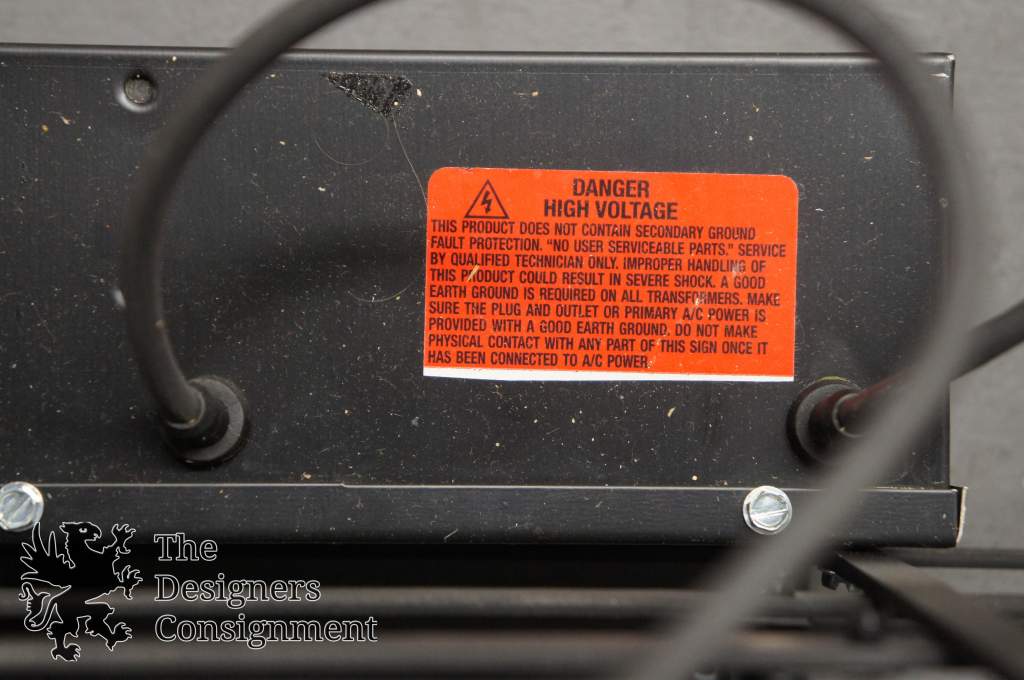 DANGER
HIGH VOLTAGE
THIS PRODUCT DOES NOT CONTAIN SECONDARY GROUND
FAULT PROTECTION. “NO USER SERVICEABLE PARTS.” SERVICE
BY QUALIFIED TECHNICIAN ONLY. IMPROPER HANDLING OF
THIS PRODUCT COULD RESULT IN SEVERE SHOCK. A GOOD
EARTH GROUND IS REQUIRED ON ALL TRANSFORMERS. MAKE
SURE THE PLUG AND OUTLET OR PRIMARY A/C POWER IS
PROVIDED WITH A GOOD EARTH GROUND. DO NOT MAKE
PHYSICAL CONTACT WITH ANY PART OF THIS SIGN ONCE IT
HAS BEEN CONNECTED TO A/C POWER.
The
Designers
Consignment